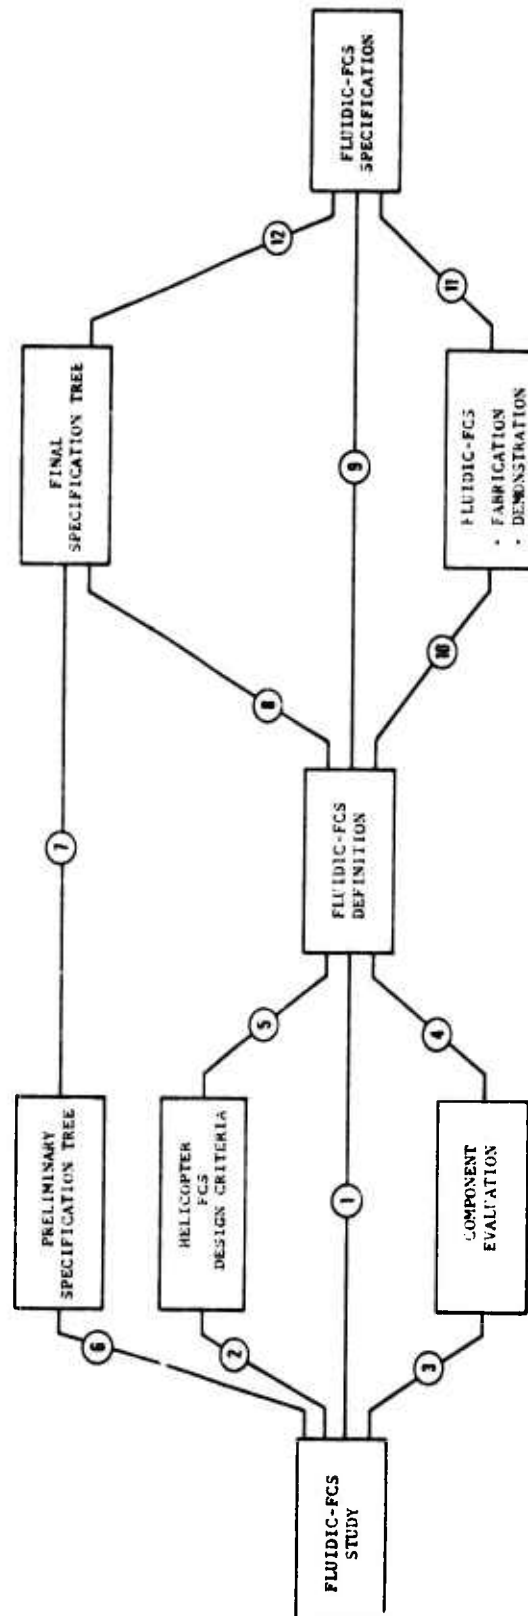 FLUIDIC-FCS
STUDY
6
2
1
3
PRELIMINARY
SPECIFICATION TREE
HELICOPTER
FCS
DESIGN CRITERIA
COMPONENT
EVALUATION
7
5
4
FLUIDIC-FCS
DEFINITION
8
9
10
FINAL
SPECIFICATION TREE
FLUIDIC-FCS
• FABRICATION
• DEMONSTRATION
12
11
FLUIDIC-FCS
SPECIFICATION